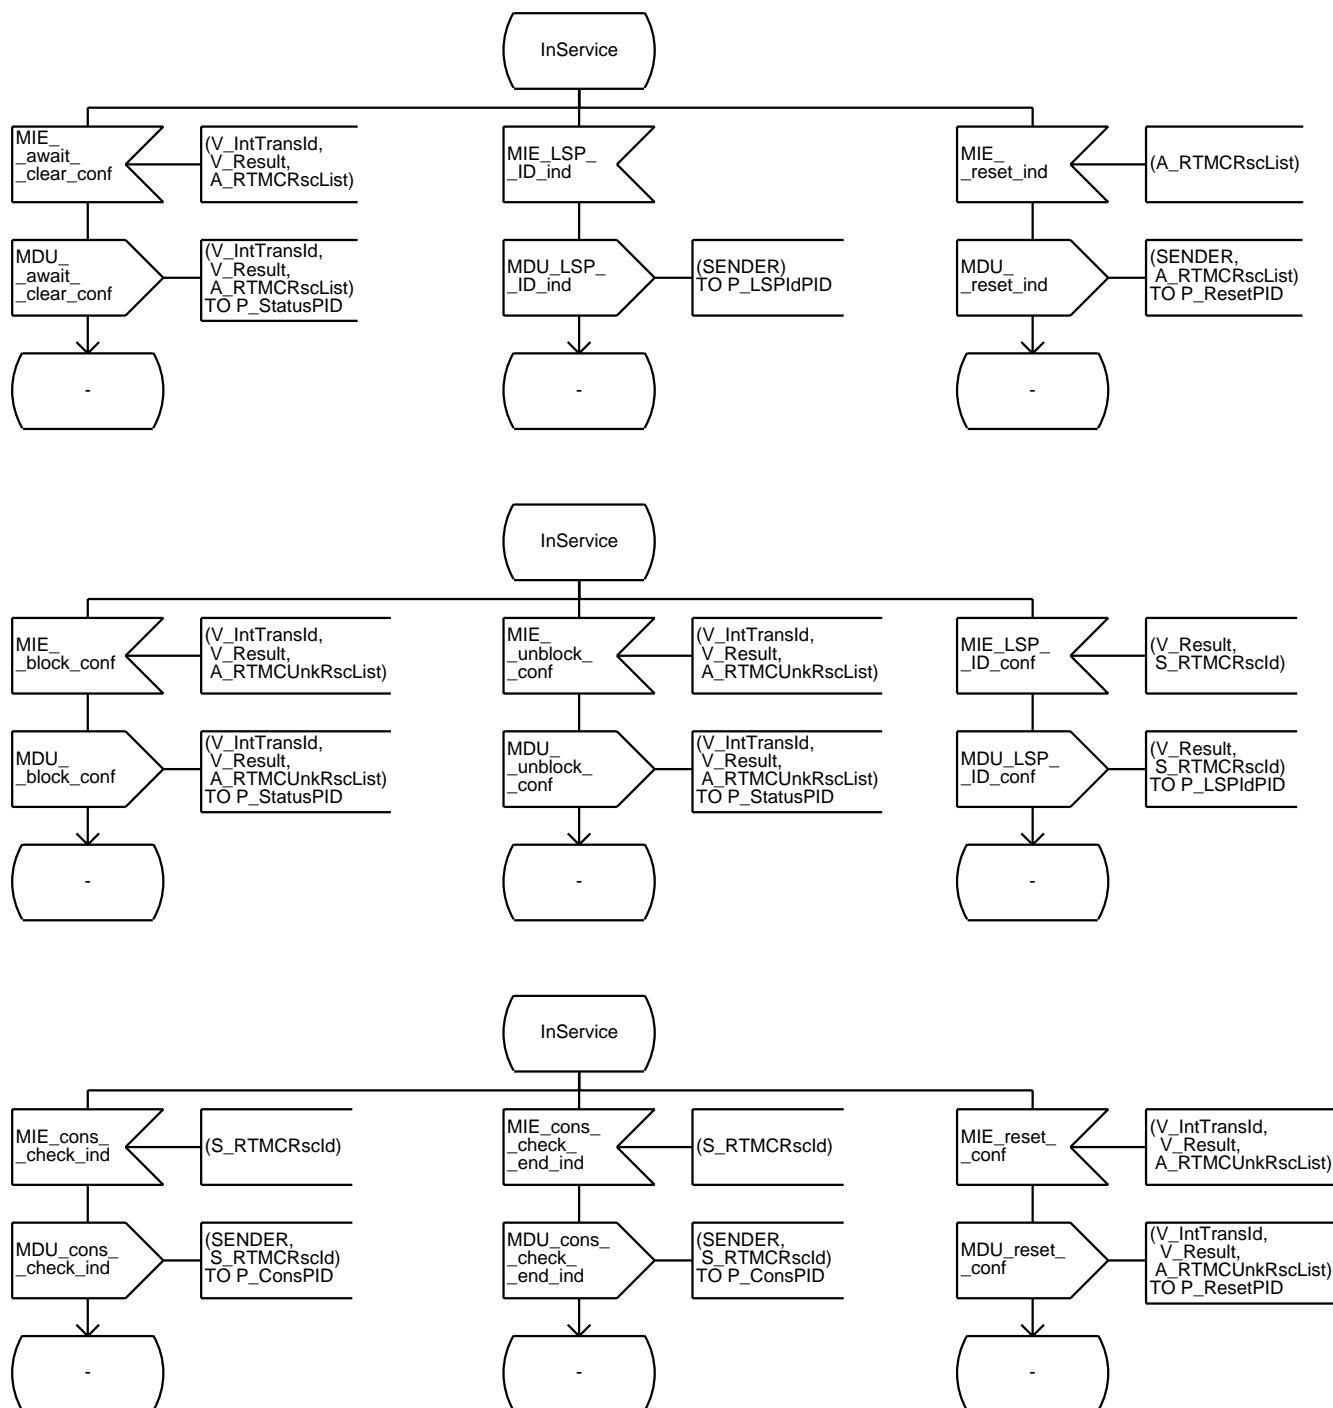 InService
MIE_
_await_
_clear_conf
(V_IntTransId,
V_Result,
A_RTMCRscList)
MIE_LSP_
_ID_ind
MIE_
_reset_ind
(A_RTMCRscList)
MDU_
_await_
_clear_conf
(V_IntTransId,
V_Result,
A_RTMCRscList)
TO P_StatusPID
MDU_LSP_
_ID_ind
(SENDER)
TO P_LSPIdPID
MDU_
_reset_ind
(SENDER,
A_RTMCRscList)
TO P_ResetPID
-
-
-
InService
MIE_
_block_conf
(V_IntTransId,
V_Result,
A_RTMCUnkRscList)
MIE_
_unblock_
_conf
(V_IntTransId,
V_Result,
A_RTMCUnkRscList)
MIE_LSP_
_ID_conf
(V_Result,
S_RTMCRscId)
MDU_
_block_conf
(V_IntTransId,
V_Result,
A_RTMCUnkRscList)
TO P_StatusPID
MDU_
_unblock_
_conf
(V_IntTransId,
V_Result,
A_RTMCUnkRscList)
TO P_StatusPID
MDU_LSP_
_ID_conf
(V_Result,
S_RTMCRscId)
TO P_LSPIdPID
-
-
-
InService
MIE_cons_
_check_ind
(S_RTMCRscId)
MIE_cons_
_check_
_end_ind
(S_RTMCRscId)
MIE_reset_
_conf
(V_IntTransId,
V_Result,
A_RTMCUnkRscList)
MDU_cons_
_check_ind
(SENDER,
S_RTMCRscId)
TO P_ConsPID
MDU_cons_
_check_
_end_ind
(SENDER,
S_RTMCRscId)
TO P_ConsPID
MDU_reset_
_conf
(V_IntTransId,
V_Result,
A_RTMCUnkRscList)
TO P_ResetPID
-
-
-